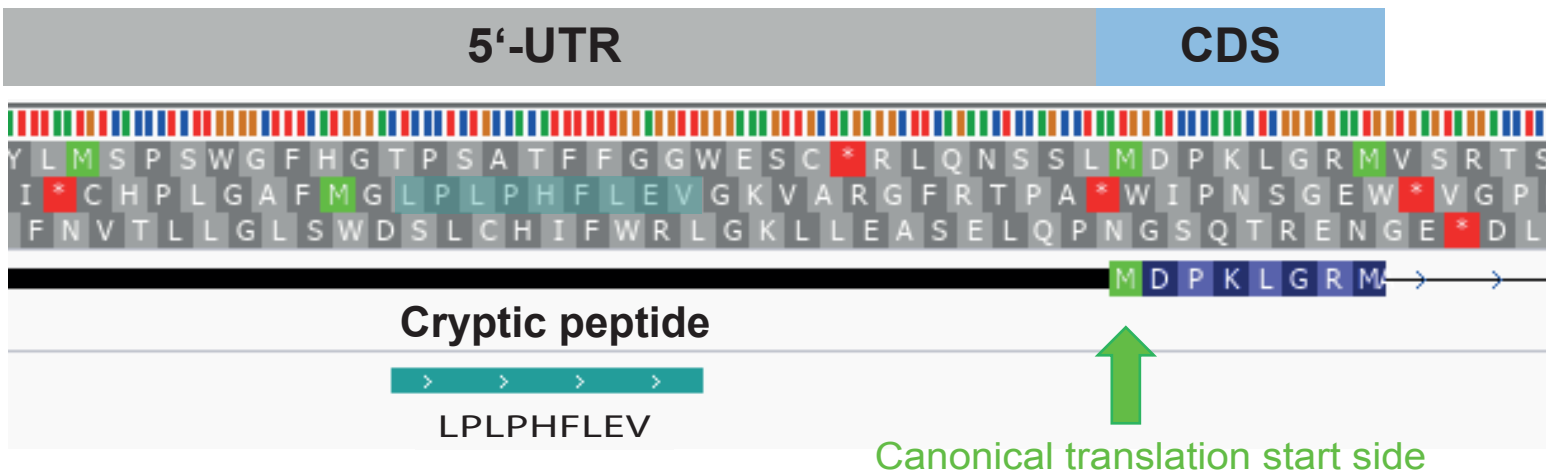 5‘-UTR CDS
Y L M S P S W G F H G T P S A T F F G G W E S C * R L Q N S S L M D P K L G R M V S R T S
I * C H P L G A F M G L P L P H F L E V G K V A R G F R T P A * W I P N S G E W * V G P
F N V T L L G L S W D S L C H I F W R L G K L L E A S E L Q P N G S Q T R E N G E * D L
M D P K L G R M
Cryptic peptide
LPLPHFLEV
Canonical translation start side